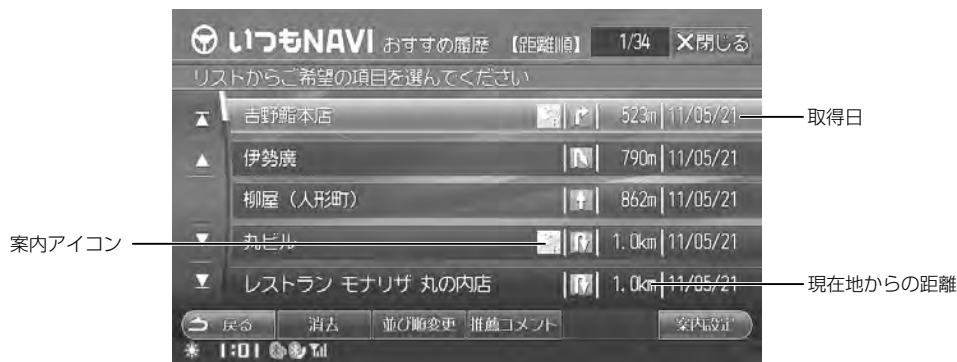 いつもNAVI おすすめ履歴 【距離順】 1/34 ×閉じる
リストからご希望の項目を選んでください
吉野鮨本店 523m 11/05/21 取得日
伊勢廣 790m 11/05/21
柳屋（人形町） 862m 11/05/21
案内アイコン 丸ビル 1.0km 11/05/21
レストラン モナリザ 丸の内店 1.0km 11/05/21 現在地からの距離
戻る 消去 並び順変更 推薦コメント 案内設定
1:01